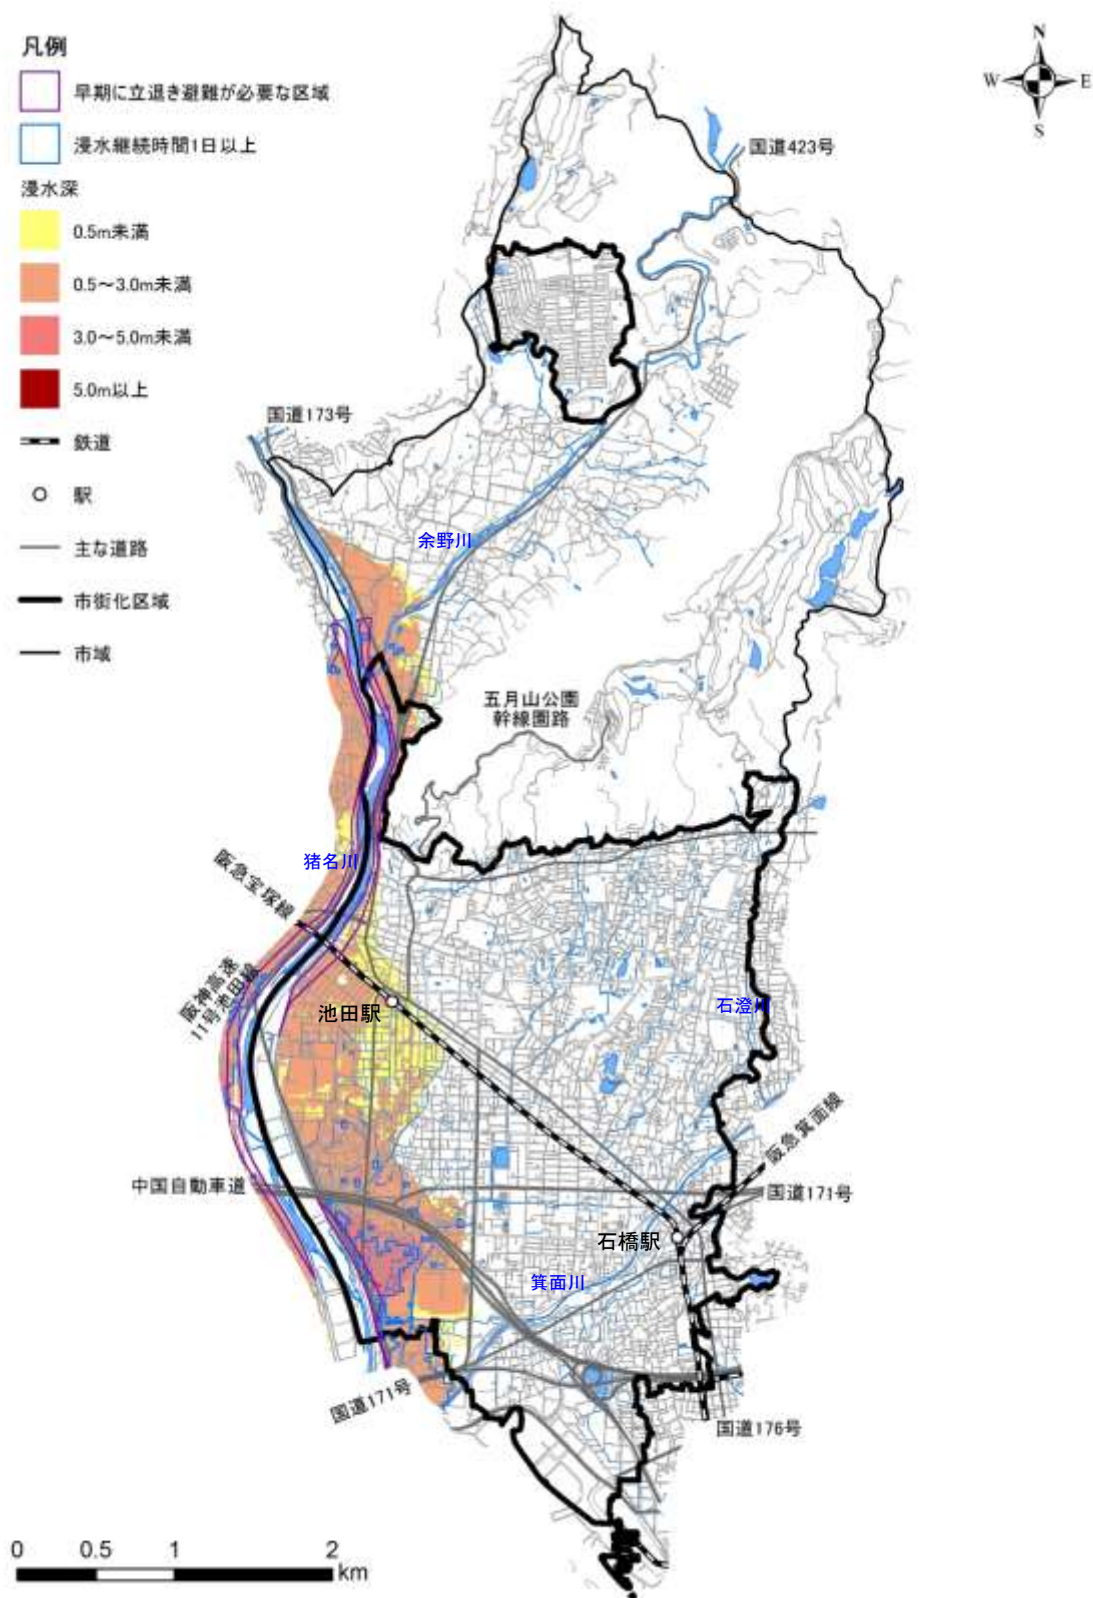 凡例
早期に立退き避難が必要な区域
浸水継続時間1日以上
浸水深
0.5m未満
0.5～3.0m未満
3.0～5.0m未満
5.0m以上
鉄道
駅
主な道路
市街化区域
市域
N
W
E
S
国道423号
国道173号
余野川
五月山公園
幹線園路
猪名川
阪急宝塚線
阪神高速
11号池田線
池田駅
石澄川
阪急箕面線
中国自動車道
国道171号
石橋駅
箕面川
国道171号
国道176号
0 0.5 1 2
km